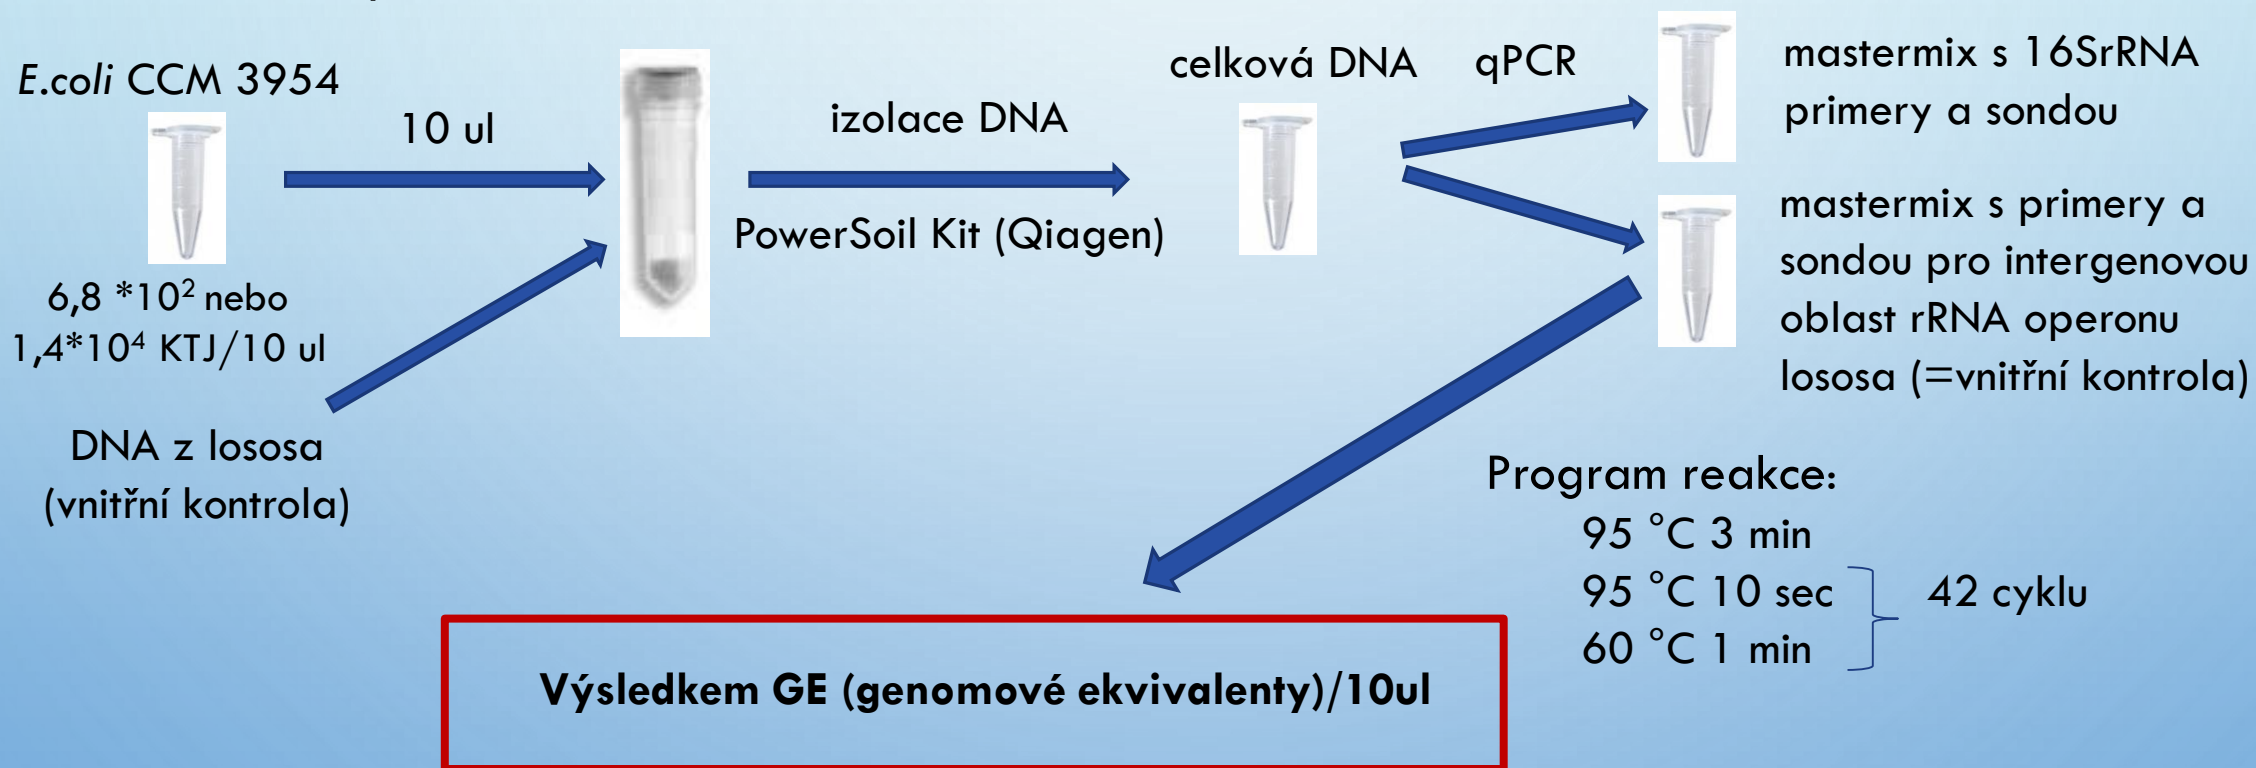 E.coli CCM 3954
10 ul
6,8 *10² nebo
1,4*10⁴ KTJ/10 ul
DNA z lososa
(vnitřní kontrola)
izolace DNA
PowerSoil Kit (Qiagen)
celková DNA
qPCR
mastermix s 16SrRNA
primery a sondou
mastermix s primery a
sondou pro intergenovou
oblast rRNA operonu
lososa (=vnitřní kontrola)
Program reakce:
95 °C 3 min
95 °C 10 sec
60 °C 1 min
42 cyklu
Výsledkem GE (genomové ekvivalenty)/10ul